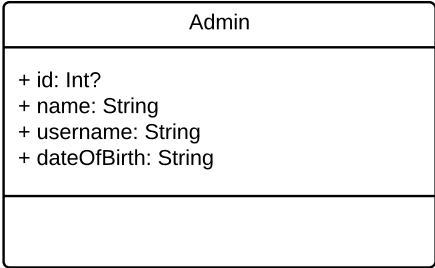 Admin
+ id: Int?
+ name: String
+ username: String
+ dateOfBirth: String